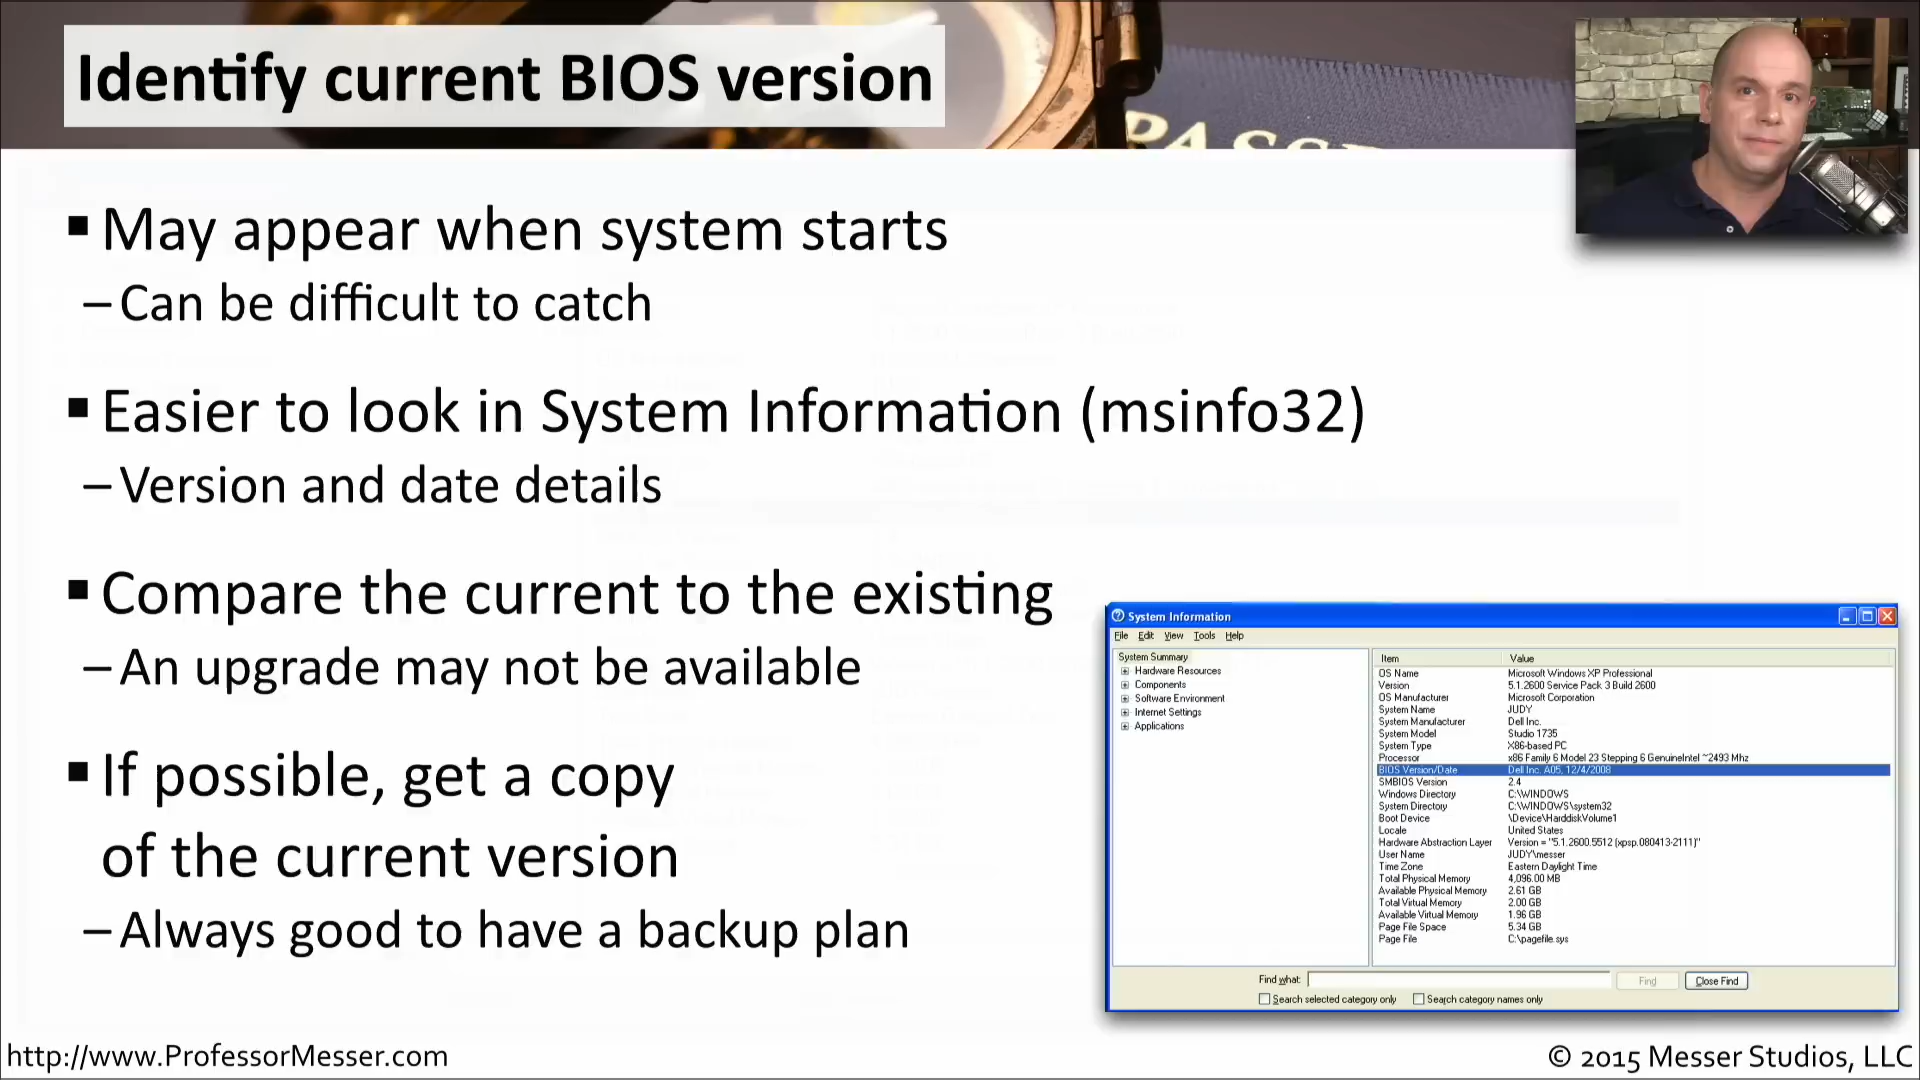 Identify current BIOS version
▪ May appear when system starts
– Can be difficult to catch
▪ Easier to look in System Information (msinfo32)
– Version and date details
▪ Compare the current to the existing
– An upgrade may not be available
▪ If possible, get a copy
of the current version
– Always good to have a backup plan
System Information
File Edit View Tools Help
System Summary
Hardware Resources
Components
Software Environment
Internet Settings
Applications
Item Value
OS Name Microsoft Windows XP Professional
Version 5.1.2600 Service Pack 3 Build 2600
OS Manufacturer Microsoft Corporation
System Name JUDY
System Manufacturer Dell Inc.
System Model Studio 1735
System Type X86-based PC
Processor x86 Family 6 Model 23 Stepping 6 GenuineIntel ~2493 Mhz
BIOS Version/Date Dell Inc. A05, 12/4/2008
SMBIOS Version 2.4
Windows Directory C:\WINDOWS
System Directory C:\WINDOWS\system32
Boot Device \Device\HarddiskVolume1
Locale United States
Hardware Abstraction Layer Version = "5.1.2600.5512 (xpsp.080413-2111)"
User Name JUDY\messer
Time Zone Eastern Daylight Time
Total Physical Memory 4,096.00 MB
Available Physical Memory 2.61 GB
Total Virtual Memory 2.00 GB
Available Virtual Memory 1.96 GB
Page File Space 5.34 GB
Page File C:\pagefile.sys
Find what: Find Close Find
Search selected category only Search category names only
http://www.ProfessorMesser.com
© 2015 Messer Studios, LLC